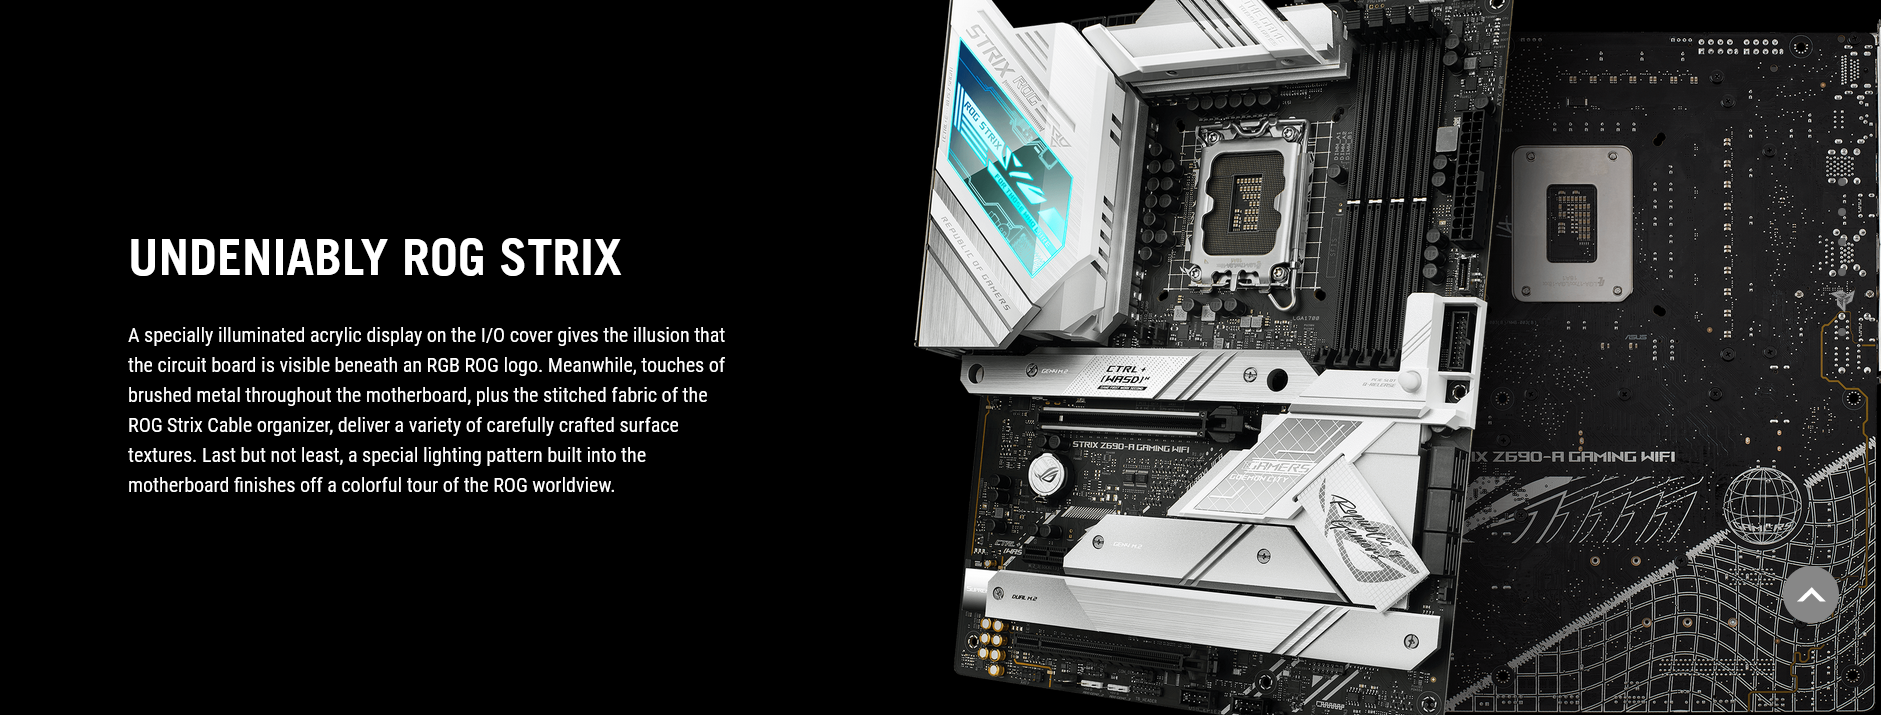 UNDENIABLY ROG STRIX
A specially illuminated acrylic display on the I/O cover gives the illusion that
the circuit board is visible beneath an RGB ROG logo. Meanwhile, touches of
brushed metal throughout the motherboard, plus the stitched fabric of the
ROG Strix Cable organizer, deliver a variety of carefully crafted surface
textures. Last but not least, a special lighting pattern built into the
motherboard finishes off a colorful tour of the ROG worldview.
STRIX ROG
ROG STRIX
REPUBLIC OF GAMERS
LGA1700
CTRL +
(WASD)"
STRIX Z690-A GAMING WIFI
GAMERS
DUAL M.2
/ISUS
IX Z690-A GAMING WIFI
GAMERS